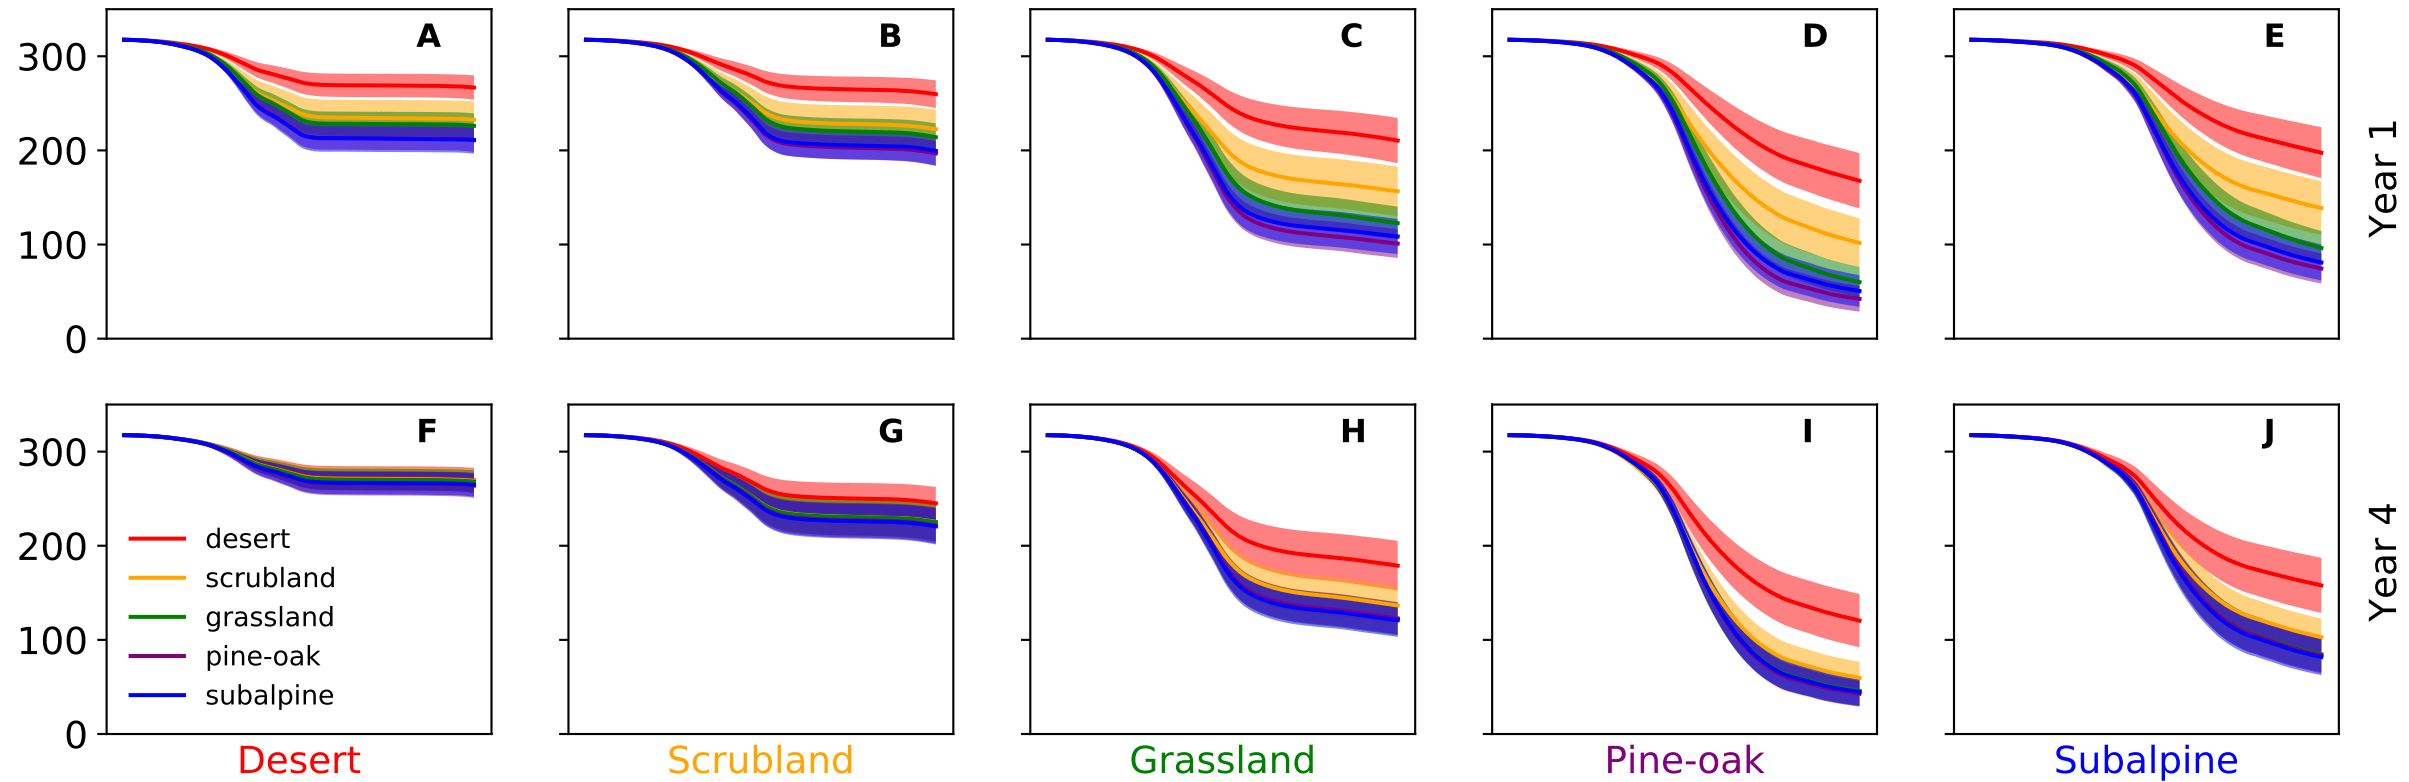 A
B
C
D
E
300
200
100
0
Year 1
F
G
H
I
J
300
200
100
0
desert
scrubland
grassland
pine-oak
subalpine
Year 4
Desert
Scrubland
Grassland
Pine-oak
Subalpine